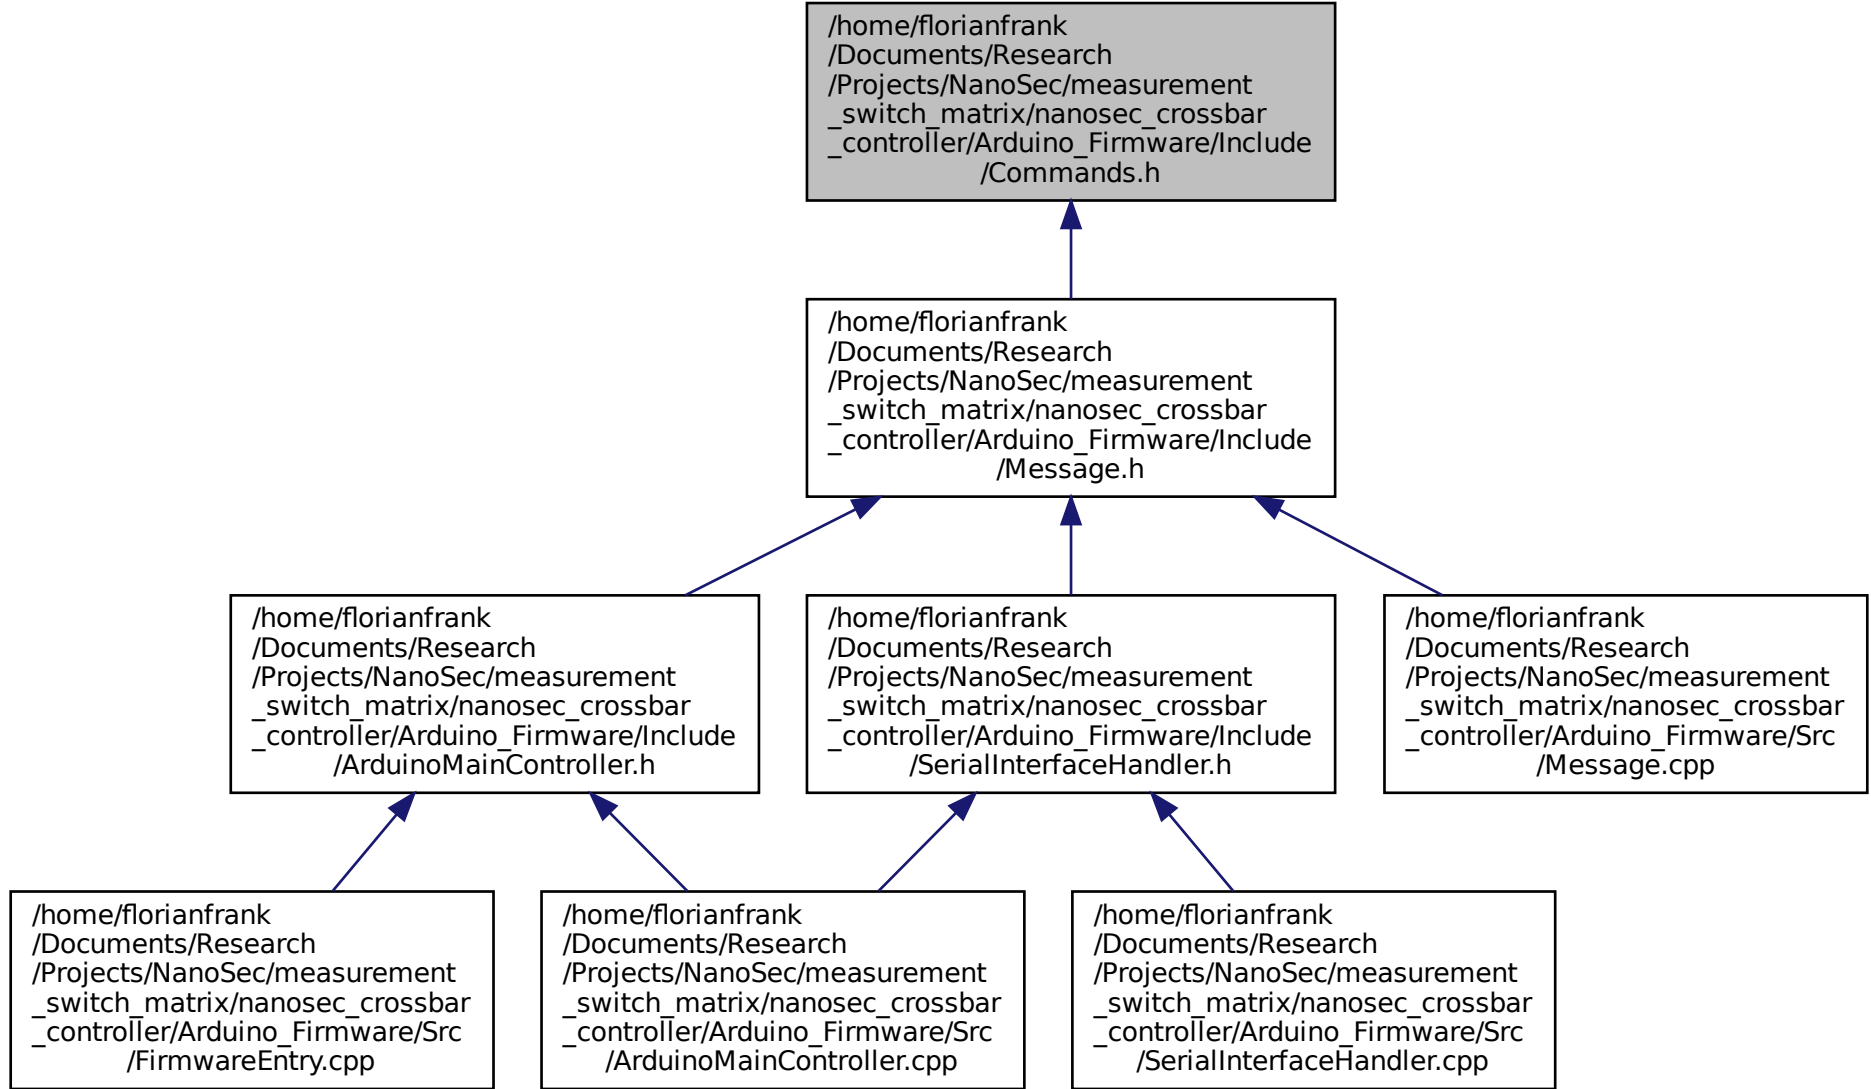 /home/florianfrank
/Documents/Research
/Projects/NanoSec/measurement
_switch_matrix/nanosec_crossbar
_controller/Arduino_Firmware/Include
/Commands.h
/home/florianfrank
/Documents/Research
/Projects/NanoSec/measurement
_switch_matrix/nanosec_crossbar
_controller/Arduino_Firmware/Include
/Message.h
/home/florianfrank
/Documents/Research
/Projects/NanoSec/measurement
_switch_matrix/nanosec_crossbar
_controller/Arduino_Firmware/Include
/ArduinoMainController.h
/home/florianfrank
/Documents/Research
/Projects/NanoSec/measurement
_switch_matrix/nanosec_crossbar
_controller/Arduino_Firmware/Include
/SerialInterfaceHandler.h
/home/florianfrank
/Documents/Research
/Projects/NanoSec/measurement
_switch_matrix/nanosec_crossbar
_controller/Arduino_Firmware/Src
/Message.cpp
/home/florianfrank
/Documents/Research
/Projects/NanoSec/measurement
_switch_matrix/nanosec_crossbar
_controller/Arduino_Firmware/Src
/FirmwareEntry.cpp
/home/florianfrank
/Documents/Research
/Projects/NanoSec/measurement
_switch_matrix/nanosec_crossbar
_controller/Arduino_Firmware/Src
/ArduinoMainController.cpp
/home/florianfrank
/Documents/Research
/Projects/NanoSec/measurement
_switch_matrix/nanosec_crossbar
_controller/Arduino_Firmware/Src
/SerialInterfaceHandler.cpp